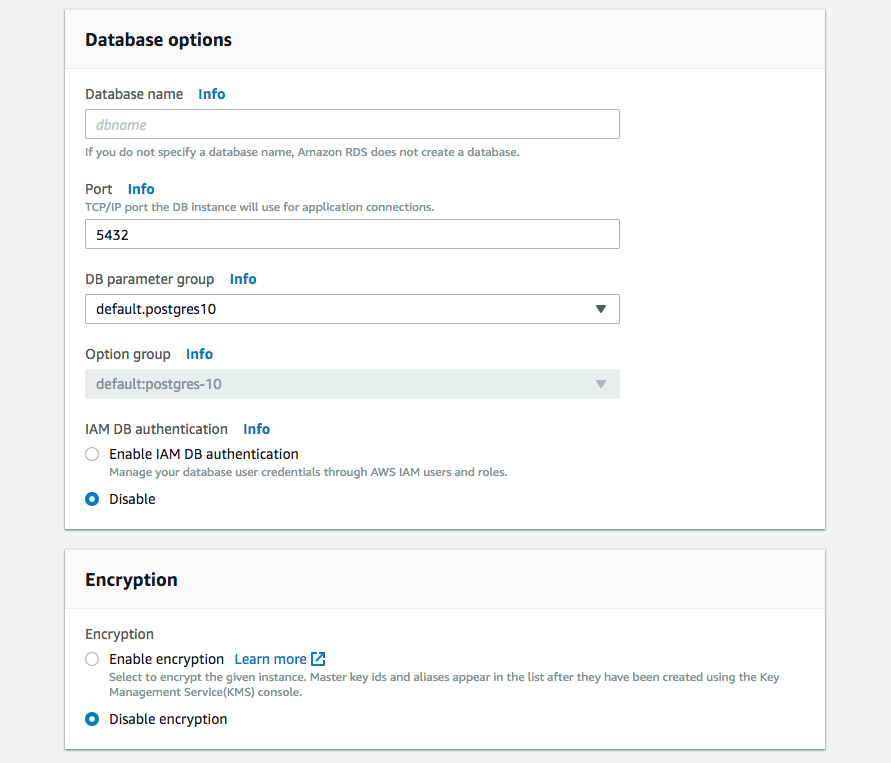 Database options
Database name Info
dbname
If you do not specify a database name, Amazon RDS does not create a database.
Port Info
TCP/IP port the DB instance will use for application connections.
5432
DB parameter group Info
default.postgres10
Option group Info
default:postgres-10
IAM DB authentication Info
Enable IAM DB authentication
Manage your database user credentials through AWS IAM users and roles.
Disable
Encryption
Encryption
Enable encryption Learn more
Select to encrypt the given instance. Master key ids and aliases appear in the list after they have been created using the Key
Management Service(KMS) console.
Disable encryption